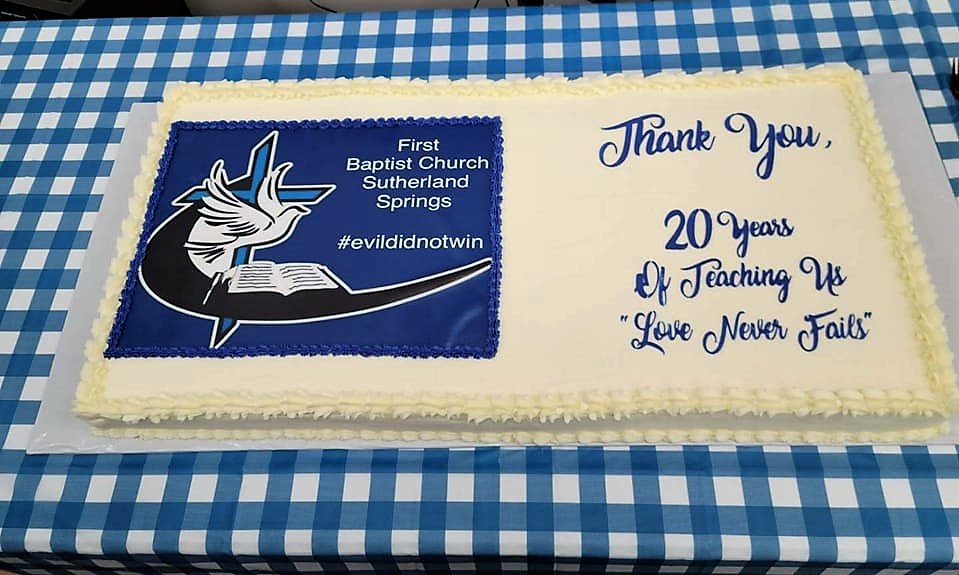 First
Baptist Church
Sutherland
Springs
#evildidnotwin
Thank You,
20 Years
Of Teaching Us
"Love Never Fails"